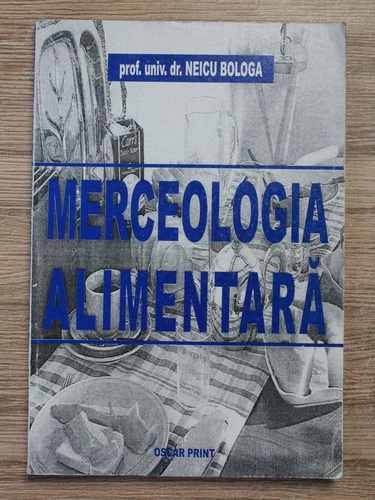 prof. univ. dr. NEICU BOLOGA
MERCEOLOGIA
ALIMENTARĂ
OSCAR PRINT